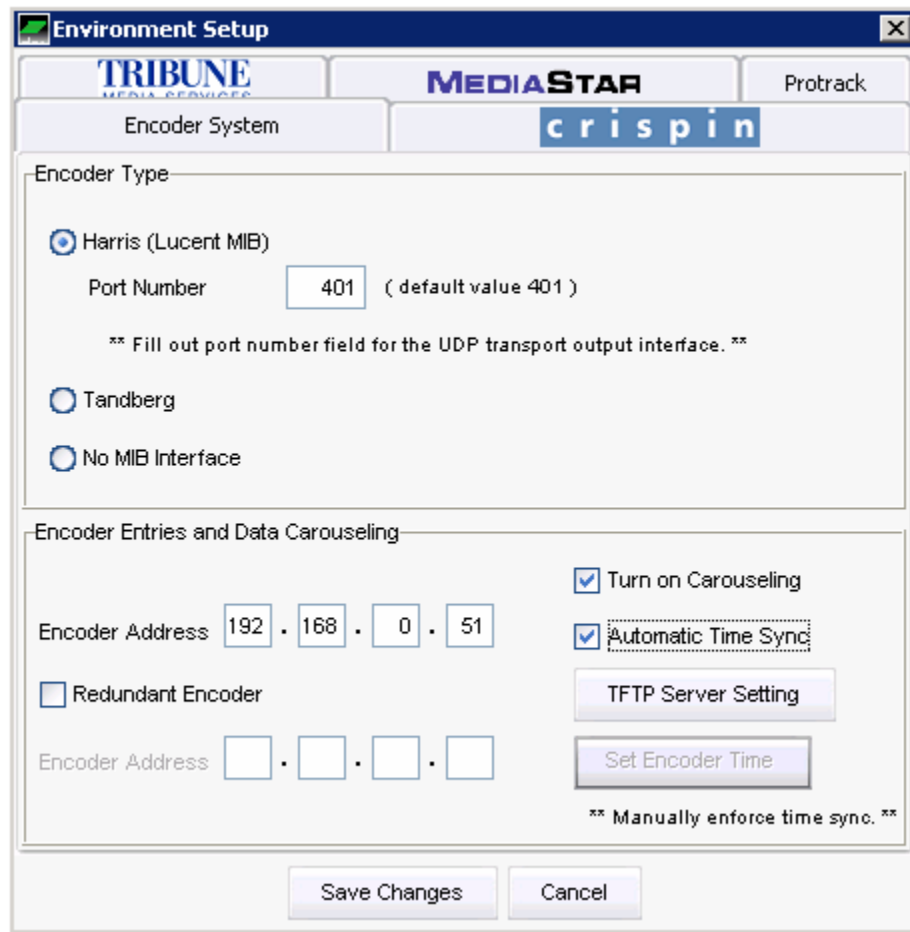 Environment Setup
TRIBUNE
MEDIA SERVICES
MEDIASTAR
Protrack
Encoder System
crispin
Encoder Type
Harris (Lucent MIB)
Port Number 401 ( default value 401 )
** Fill out port number field for the UDP transport output interface. **
Tandberg
No MIB Interface
Encoder Entries and Data Carouseling
Turn on Carouseling
Encoder Address 192 . 168 . 0 . 51
Automatic Time Sync
Redundant Encoder
TFTP Server Setting
Encoder Address . . .
Set Encoder Time
** Manually enforce time sync. **
Save Changes
Cancel